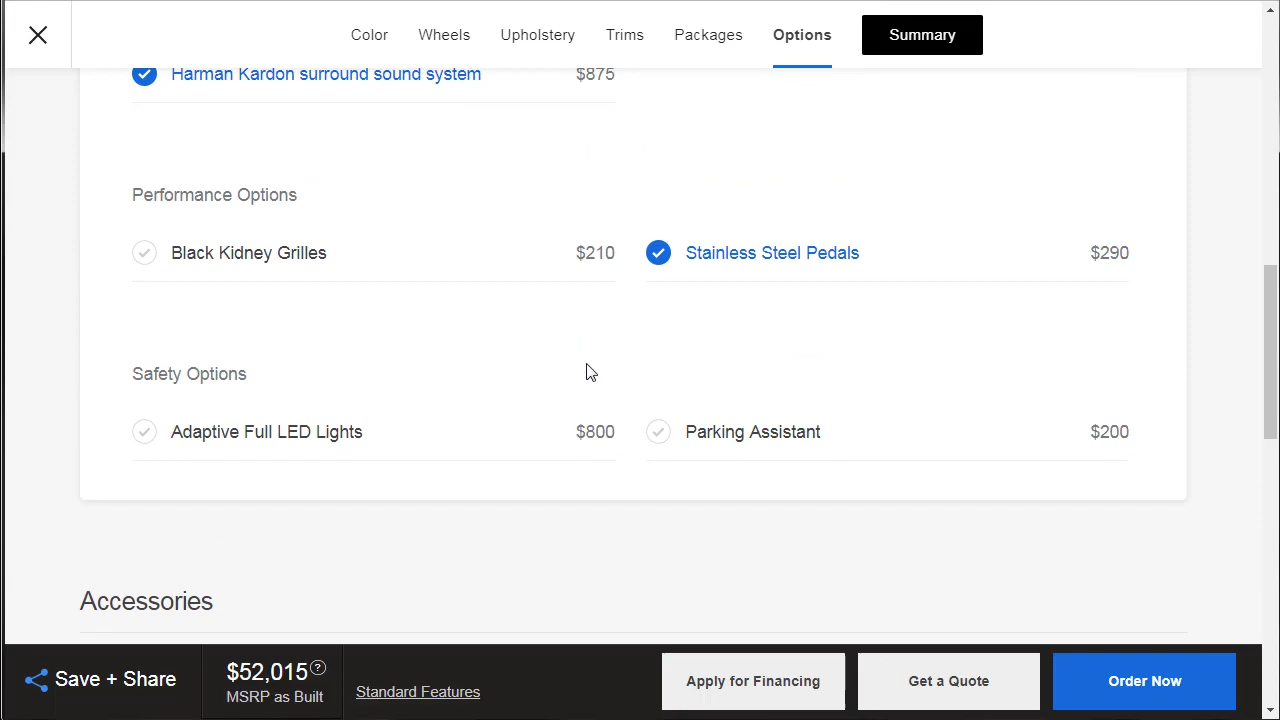 Color Wheels Upholstery Trims Packages Options Summary
Harman Kardon surround sound system $875
Performance Options
Black Kidney Grilles $210 Stainless Steel Pedals $290
Safety Options
Adaptive Full LED Lights $800 Parking Assistant $200
Accessories
Save + Share $52,015 ? MSRP as Built Standard Features Apply for Financing Get a Quote Order Now